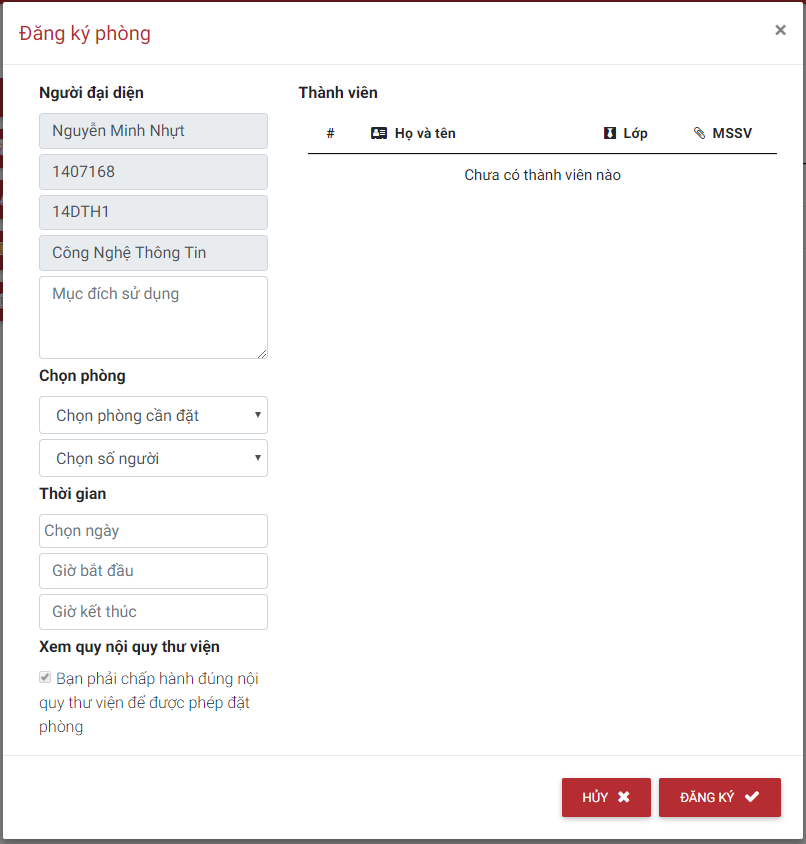 Đăng ký phòng
×
Người đại diện
Nguyễn Minh Nhựt
1407168
14DTH1
Công Nghệ Thông Tin
Mục đích sử dụng
Chọn phòng
Chọn phòng cần đặt
Chọn số người
Thời gian
Chọn ngày
Giờ bắt đầu
Giờ kết thúc
Xem quy nội quy thư viện
Bạn phải chấp hành đúng nội
quy thư viện để được phép đặt
phòng
Thành viên
# Họ và tên Lớp MSSV
Chưa có thành viên nào
HỦY ĐĂNG KÝ